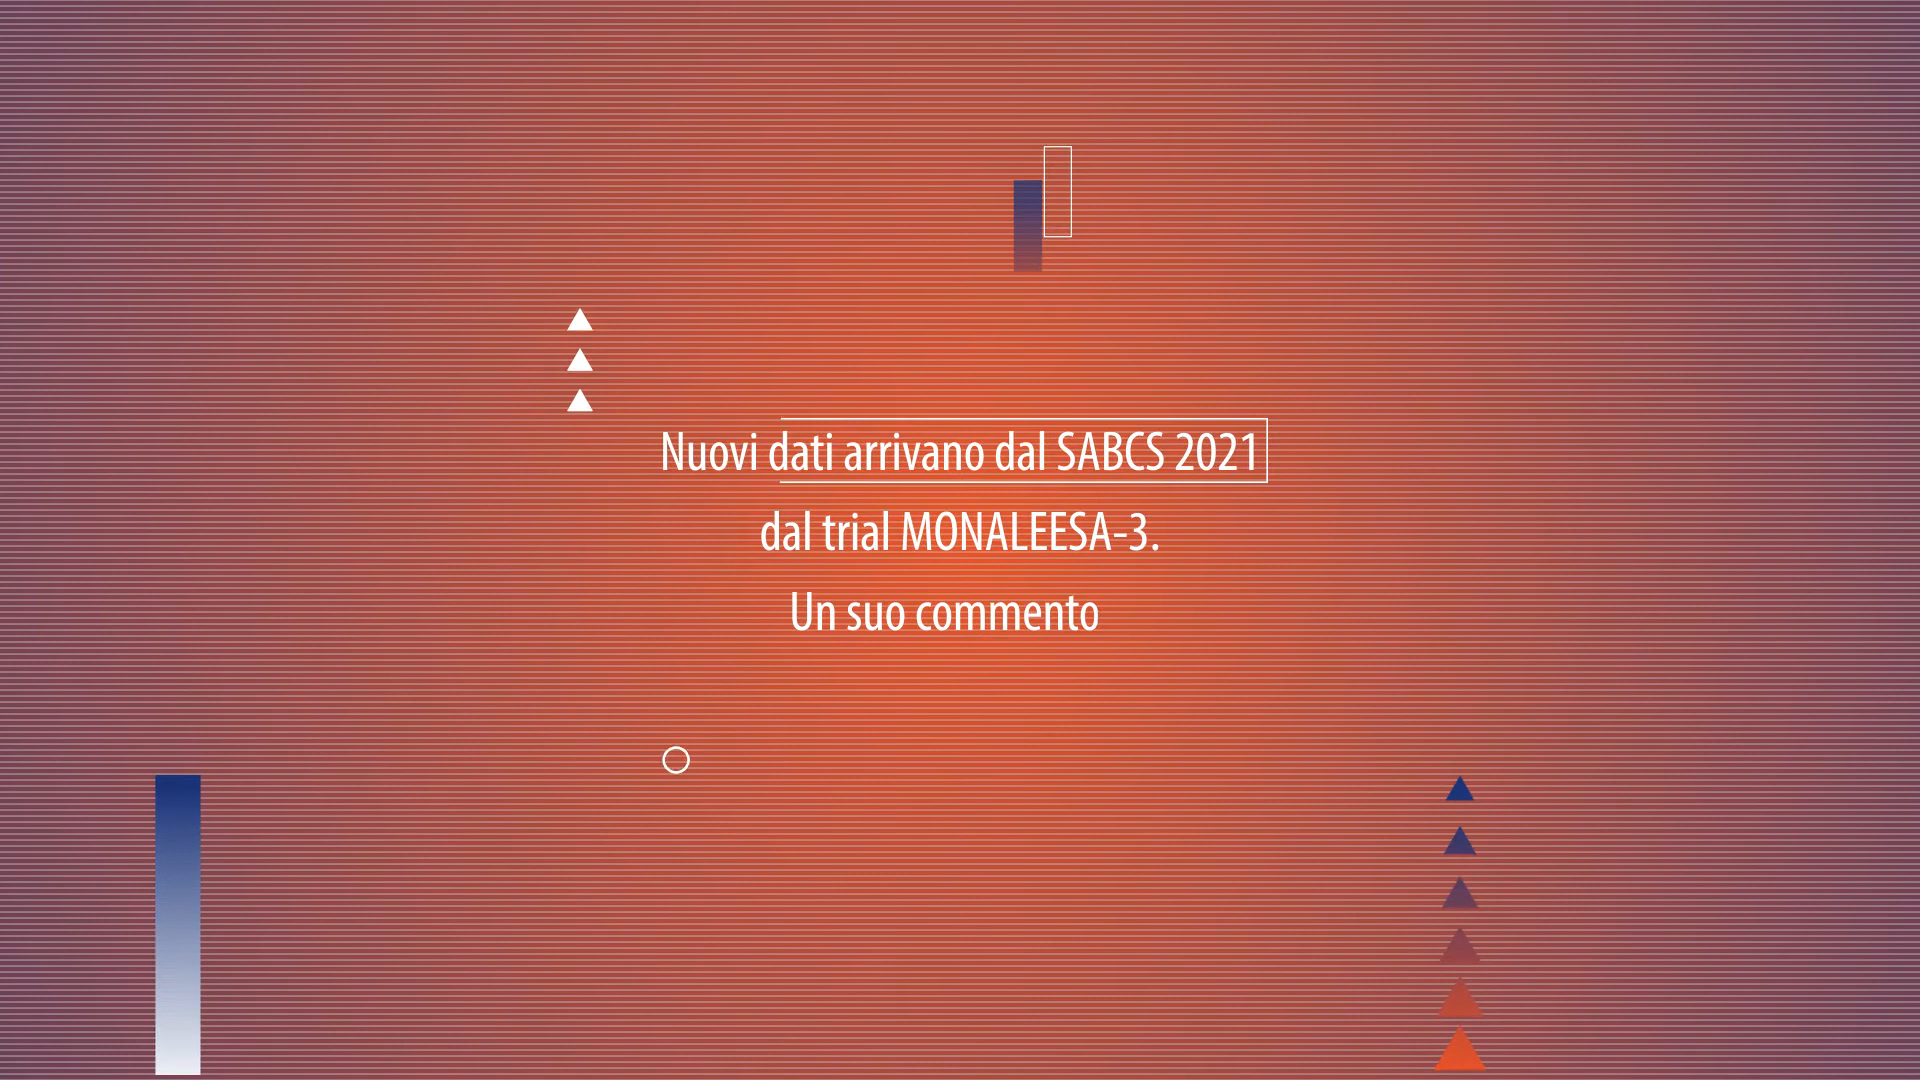 Nuovi dati arrivano dal SABCS 2021
dal trial MONALEESA-3.
Un suo commento